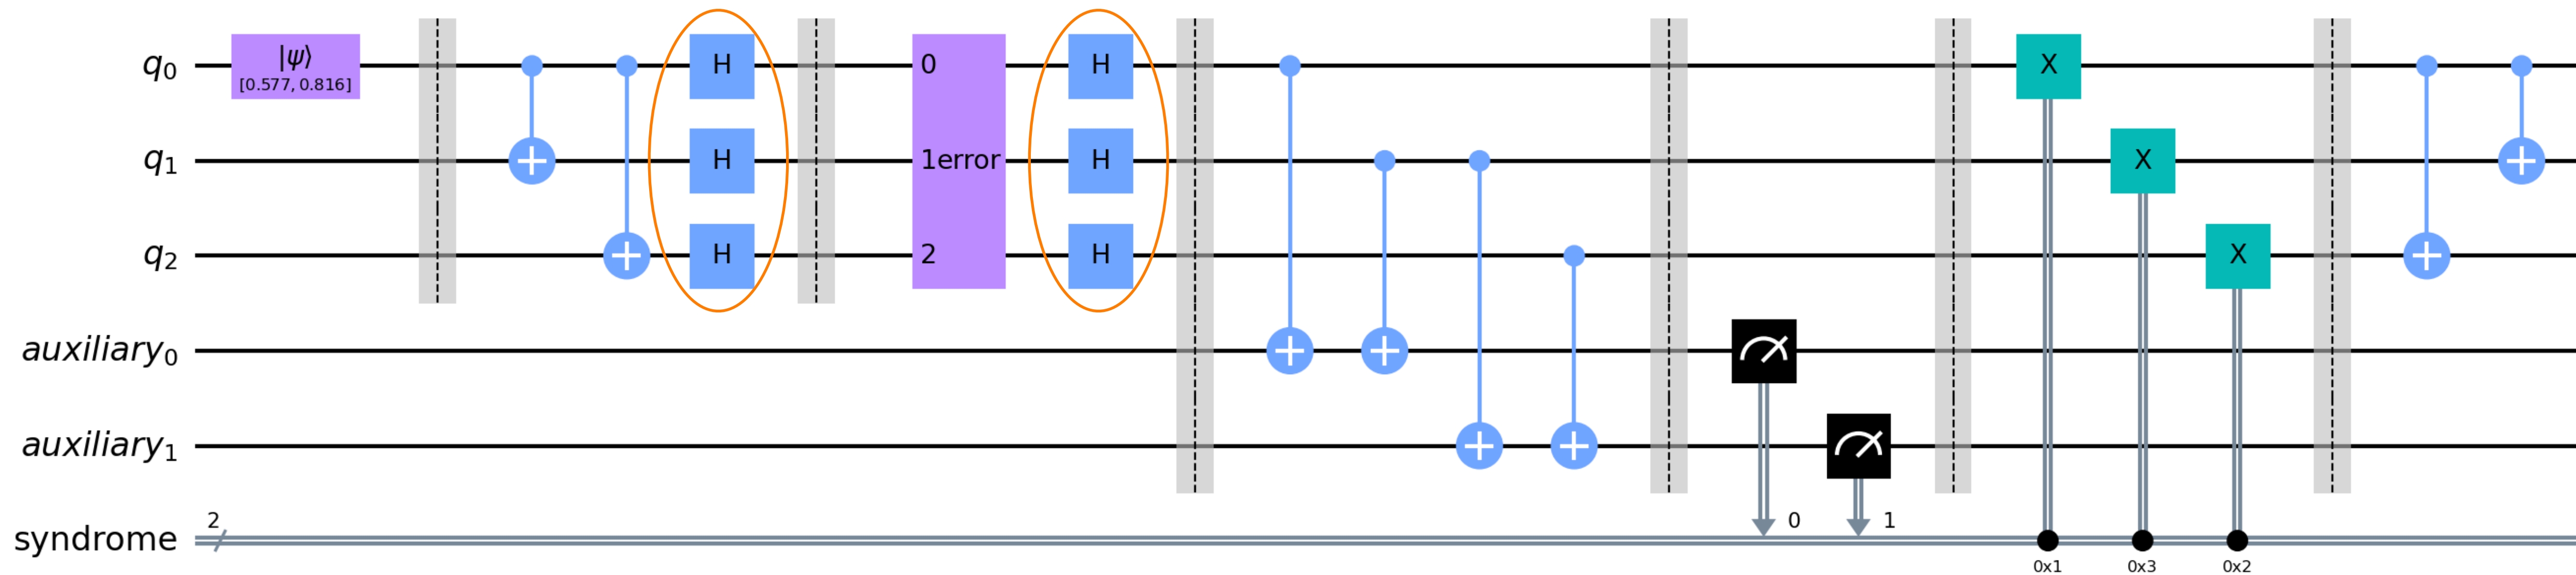 q0 |ψ⟩ H 0 H X
[0.577, 0.816]
q1 H 1error H X
q2 H 2 H X
auxiliary0
auxiliary1
syndrome 2 0 1
0x1 0x3 0x2